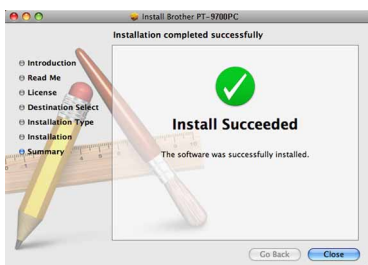 Install Brother PT-9700PC
Installation completed successfully
Introduction
Read Me
License
Destination Select
Installation Type
Installation
Summary
Install Succeeded
The software was successfully installed.
Go Back
Close